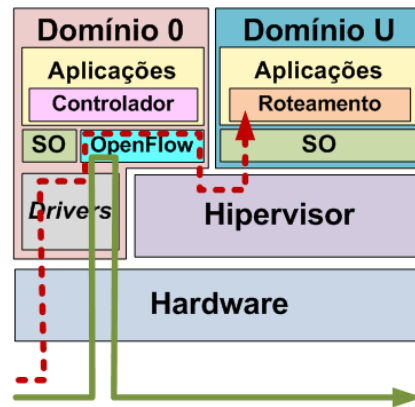 Domínio 0
Aplicações
Controlador
SO
OpenFlow
Drivers
Domínio U
Aplicações
Roteamento
SO
Hipervisor
Hardware